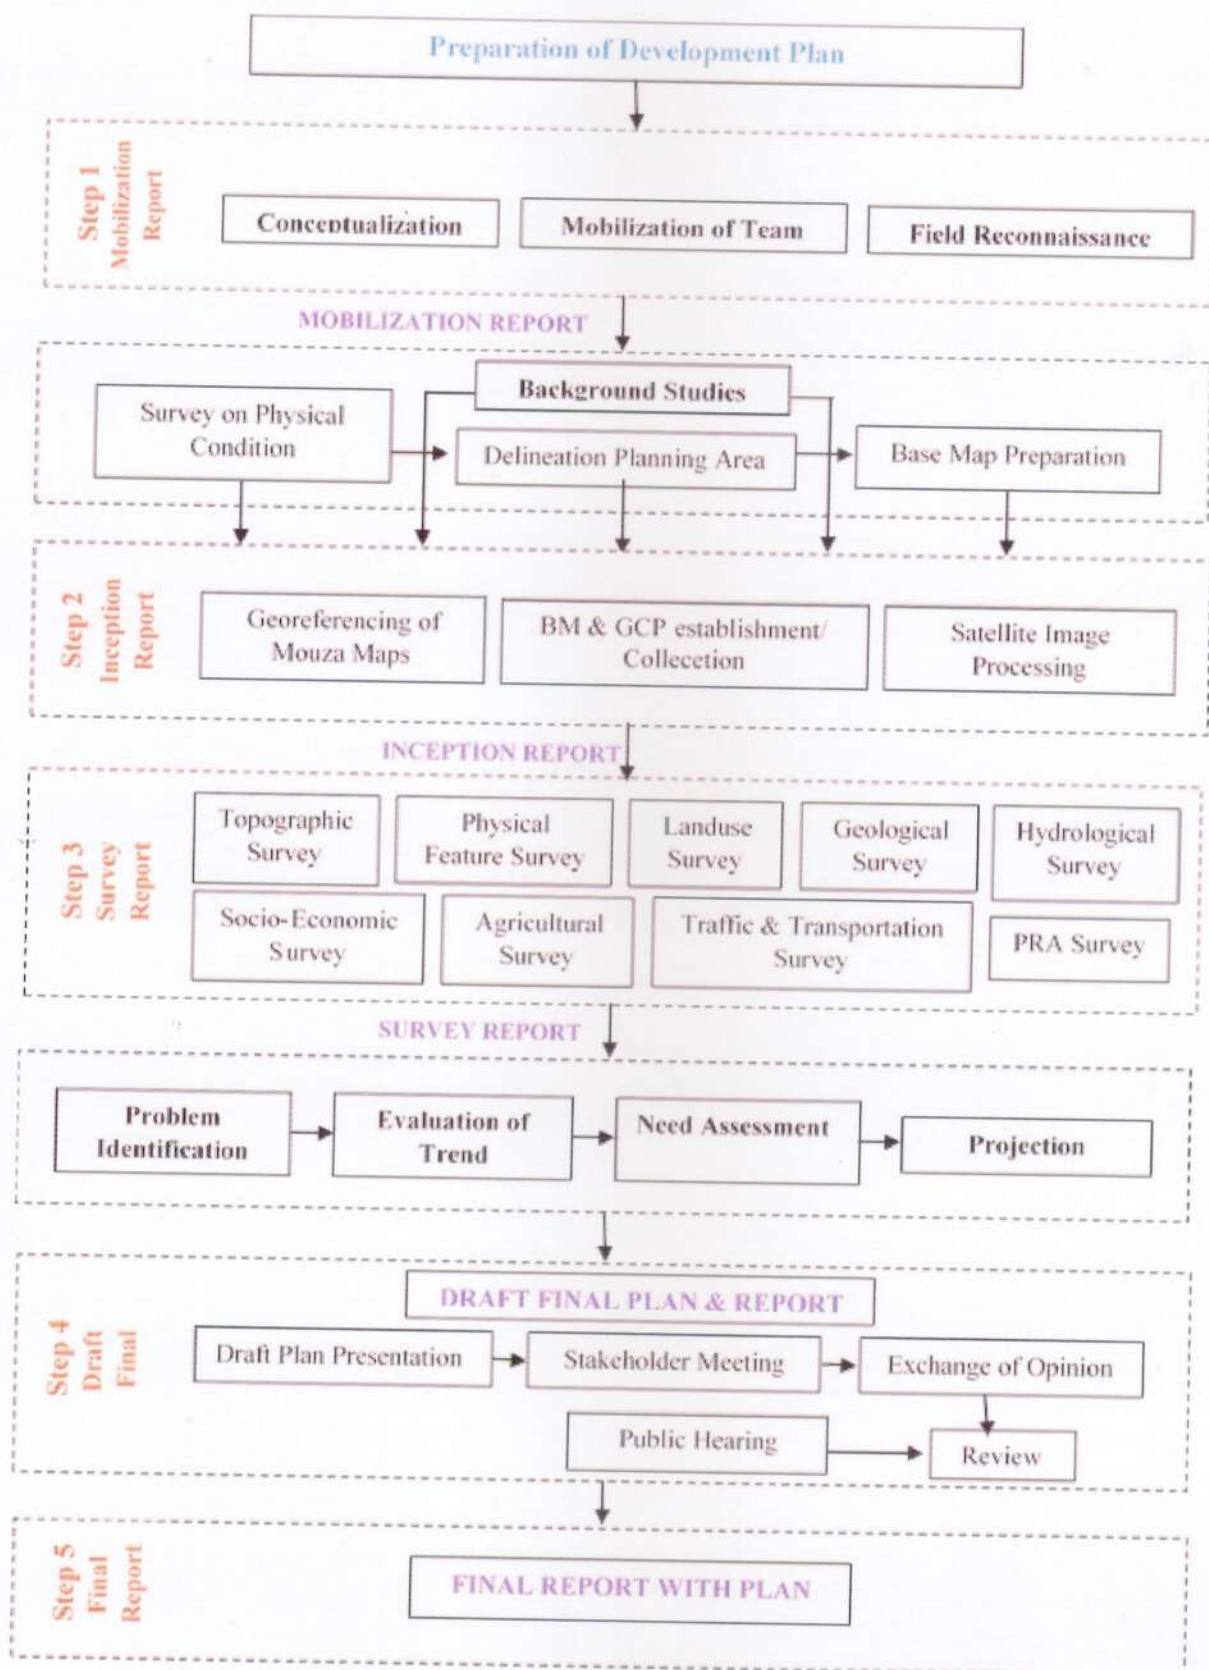 Preparation of Development Plan
Step 1
Mobilization
Report
Conceptualization
Mobilization of Team
Field Reconnaissance
MOBILIZATION REPORT
Background Studies
Survey on Physical
Condition
Delineation Planning Area
Base Map Preparation
Step 2
Inception
Report
Georeferencing of
Mouza Maps
BM & GCP establishment/
Collecetion
Satellite Image
Processing
INCEPTION REPORT
Step 3
Survey
Report
Topographic
Survey
Physical
Feature Survey
Landuse
Survey
Geological
Survey
Hydrological
Survey
Socio-Economic
Survey
Agricultural
Survey
Traffic & Transportation
Survey
PRA Survey
SURVEY REPORT
Problem
Identification
Evaluation of
Trend
Need Assessment
Projection
Step 4
Draft
Final
DRAFT FINAL PLAN & REPORT
Draft Plan Presentation
Stakeholder Meeting
Exchange of Opinion
Public Hearing
Review
Step 5
Final
Report
FINAL REPORT WITH PLAN